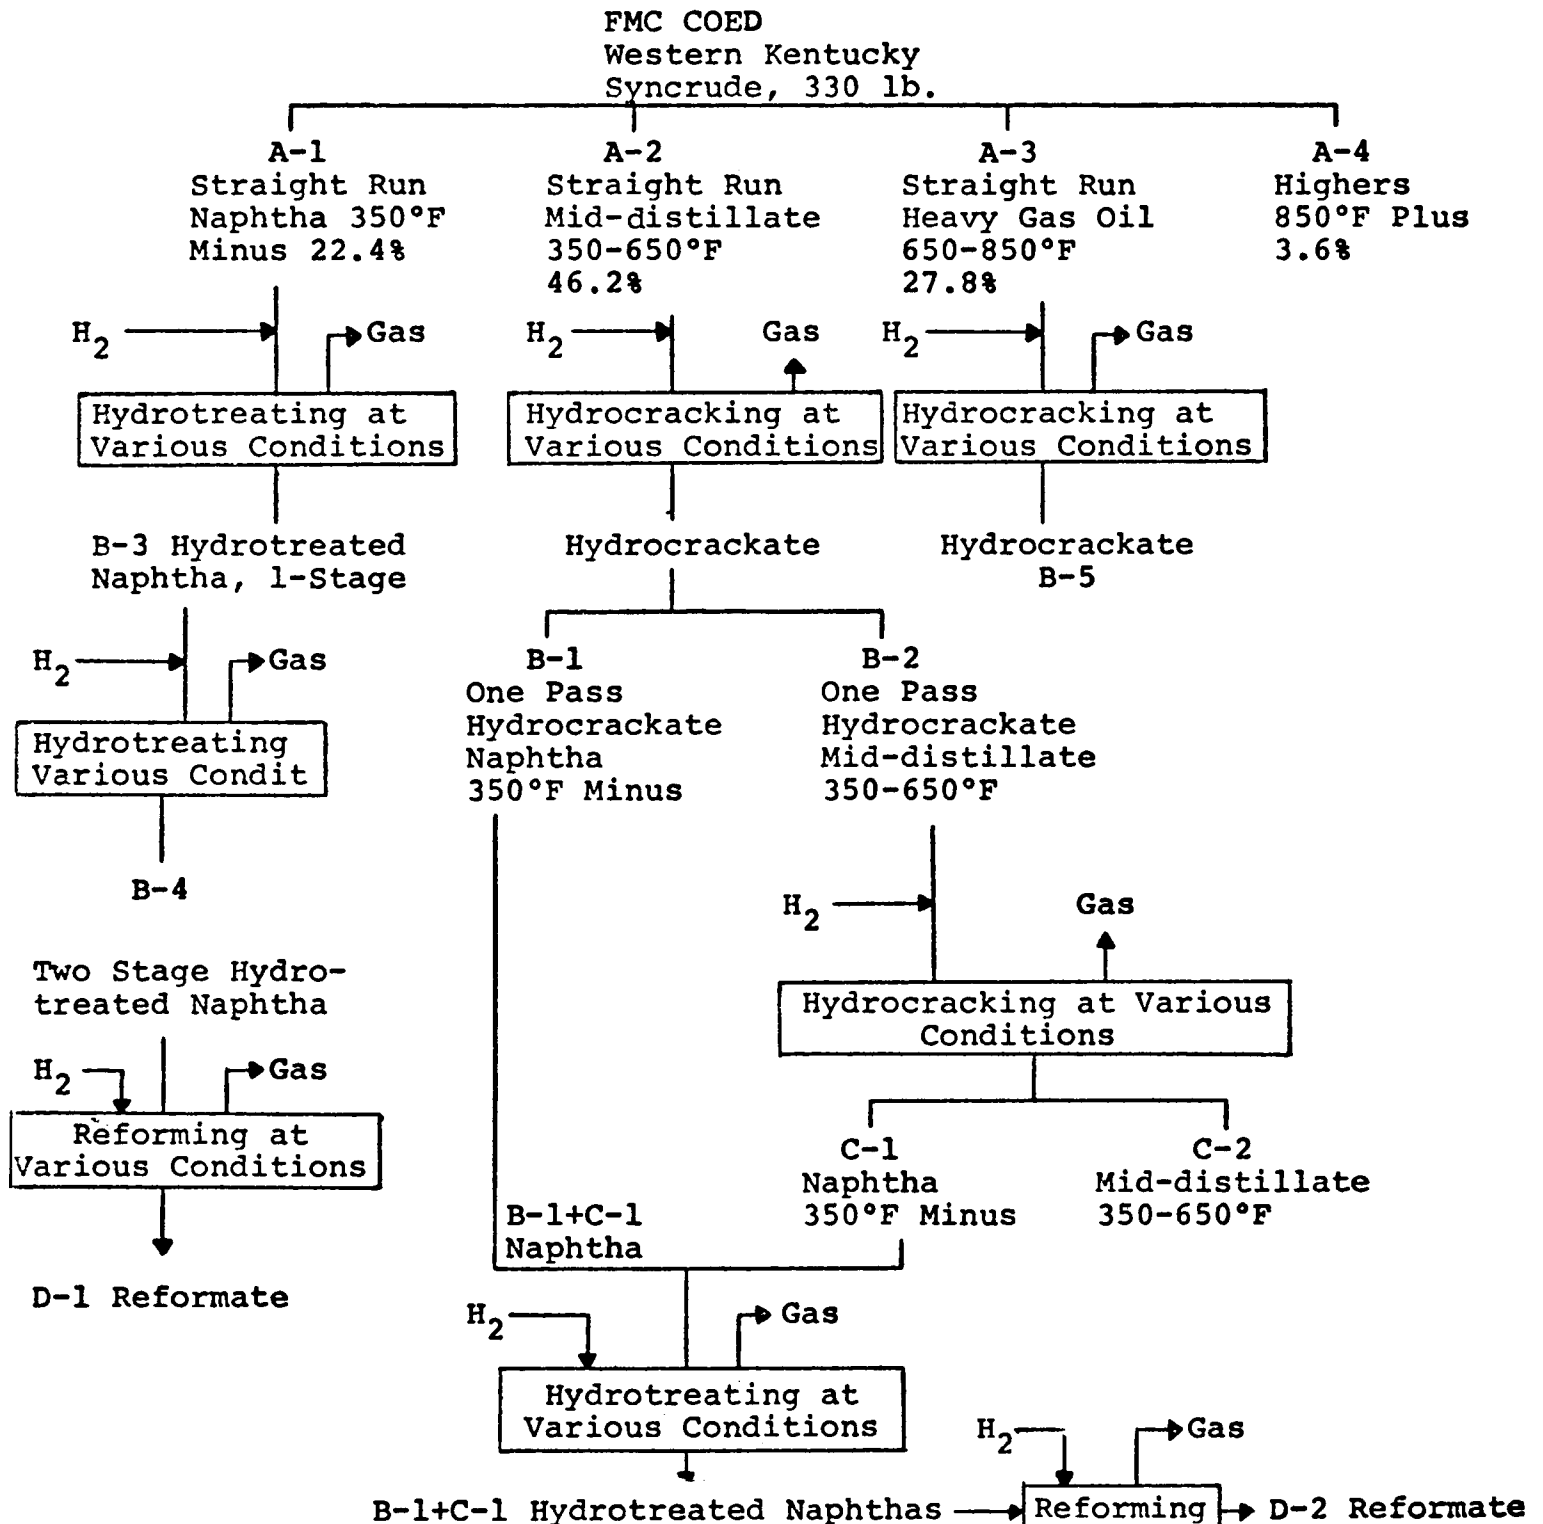 FMC COED
Western Kentucky
Syncrude, 330 lb.
A-1
Straight Run
Naphtha 350°F
Minus 22.4%
A-2
Straight Run
Mid-distillate
350-650°F
46.2%
A-3
Straight Run
Heavy Gas Oil
650-850°F
27.8%
A-4
Highers
850°F Plus
3.6%
H2
Gas
Hydrotreating at
Various Conditions
H2
Gas
Hydrocracking at
Various Conditions
H2
Gas
Hydrocracking at
Various Conditions
B-3 Hydrotreated
Naphtha, 1-Stage
Hydrocrackate
Hydrocrackate
B-5
H2
Gas
Hydrotreating
Various Condit
B-4
Two Stage Hydro-
treated Naphtha
H2
Gas
Reforming at
Various Conditions
D-1 Reformate
B-1
One Pass
Hydrocrackate
Naphtha
350°F Minus
B-2
One Pass
Hydrocrackate
Mid-distillate
350-650°F
H2
Gas
Hydrocracking at Various
Conditions
C-1
Naphtha
350°F Minus
C-2
Mid-distillate
350-650°F
B-1+C-1
Naphtha
H2
Gas
Hydrotreating at
Various Conditions
B-1+C-1 Hydrotreated Naphthas
H2
Gas
Reforming
D-2 Reformate